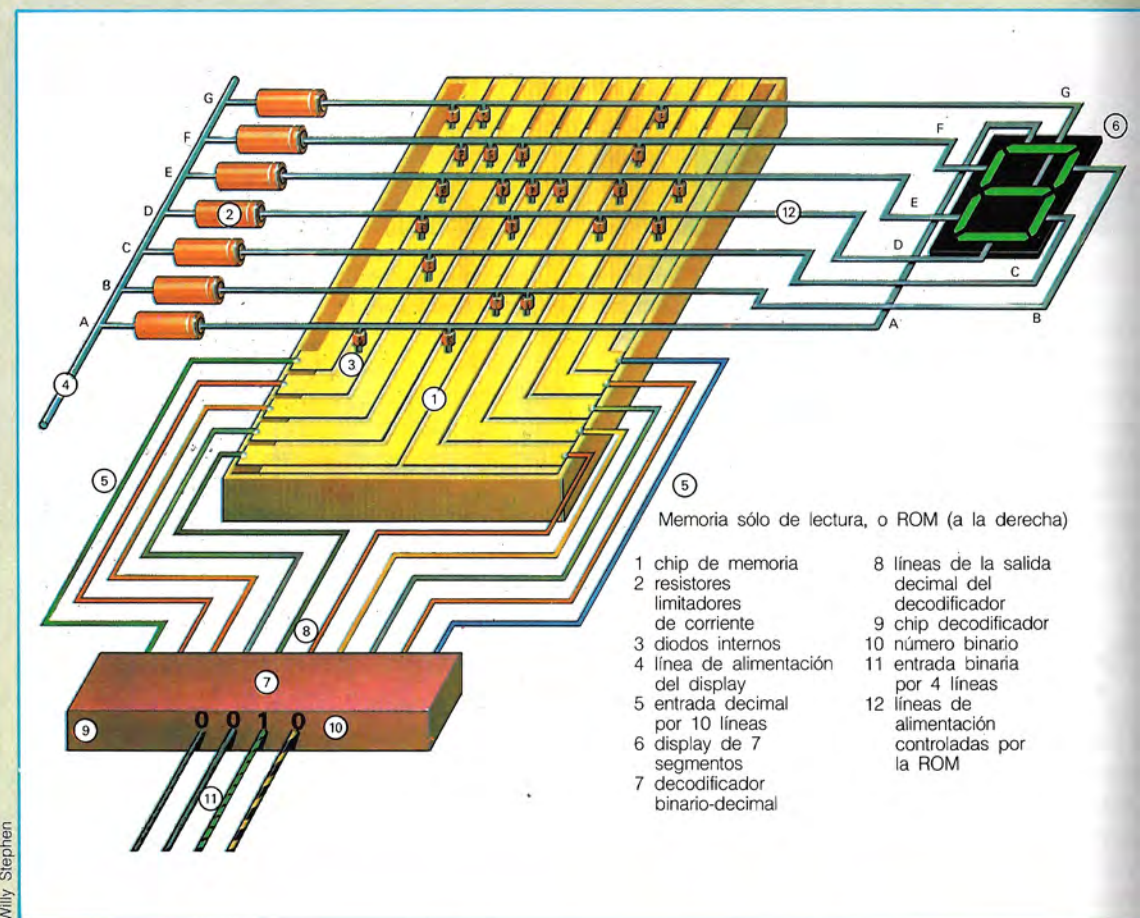 G
F
E
D
C
B
A
G
F
E
D
C
B
A
2
12
6
3
1
4
5
5
8
7
9
0 0 1 0
10
11
Memoria sólo de lectura, o ROM (a la derecha)
1 chip de memoria
2 resistores
limitadores
de corriente
3 diodos internos
4 línea de alimentación
del display
5 entrada decimal
por 10 líneas
6 display de 7
segmentos
7 decodificador
binario-decimal
8 líneas de la salida
decimal del
decodificador
9 chip decodificador
10 número binario
11 entrada binaria
por 4 líneas
12 líneas de
alimentación
controladas por
la ROM
Willy Stephen